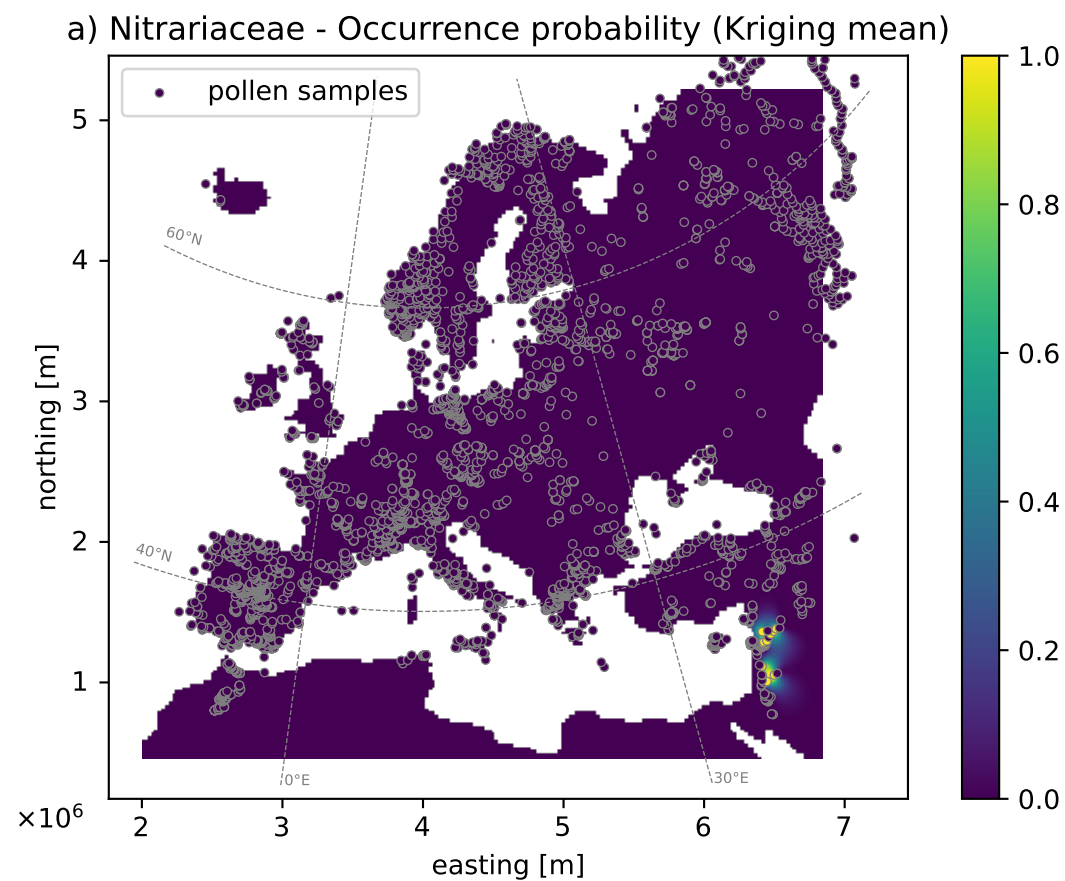 a) Nitrariaceae - Occurrence probability (Kriging mean)
pollen samples
1.0
0.8
0.6
0.4
0.2
0.0
5
4
3
2
1
northing [m]
60°N
40°N
0°E
30°E
×10⁶
2 3 4 5 6 7
easting [m]